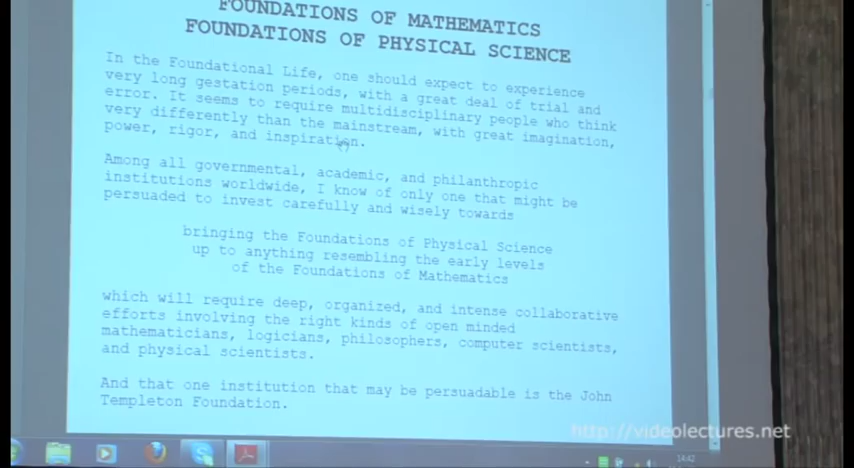 FOUNDATIONS OF MATHEMATICS
FOUNDATIONS OF PHYSICAL SCIENCE
In the Foundational Life, one should expect to experience
very long gestation periods, with a great deal of trial and
error. It seems to require multidisciplinary people who think
very differently than the mainstream, with great imagination,
power, rigor, and inspiration.
Among all governmental, academic, and philanthropic
institutions worldwide, I know of only one that might be
persuaded to invest carefully and wisely towards
bringing the Foundations of Physical Science
up to anything resembling the early levels
of the Foundations of Mathematics
which will require deep, organized, and intense collaborative
efforts involving the right kinds of open minded
mathematicians, logicians, philosophers, computer scientists,
and physical scientists.
And that one institution that may be persuadable is the John
Templeton Foundation.
http://videolectures.net
14:42